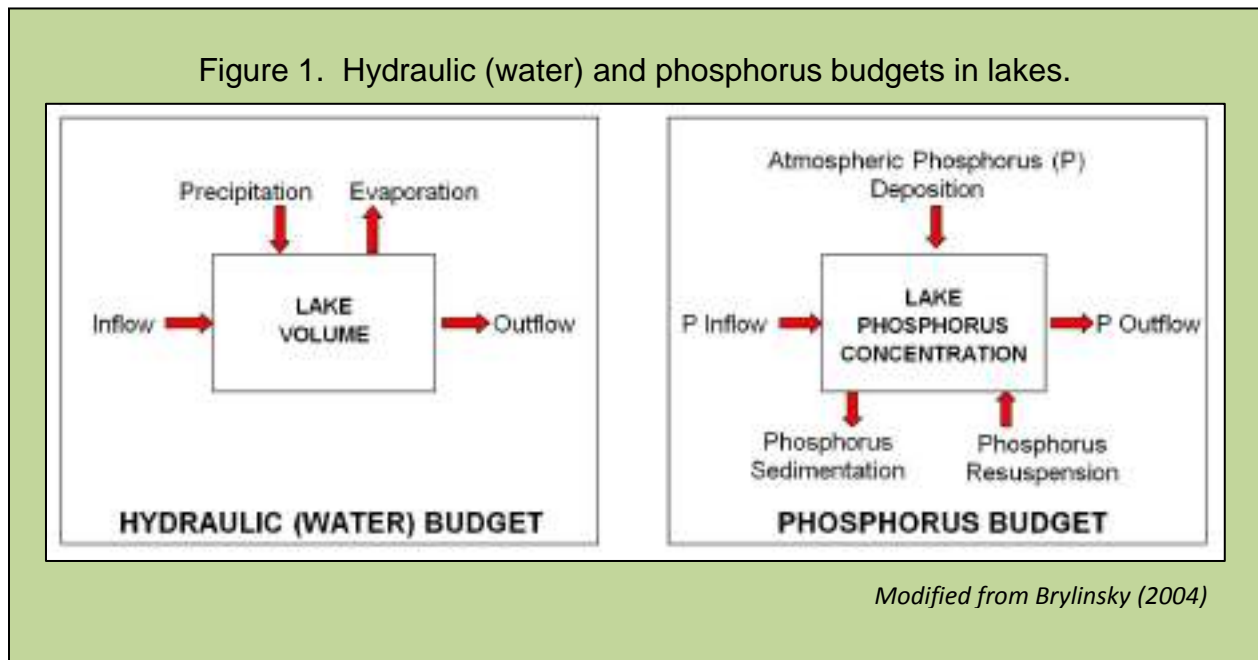 Figure 1. Hydraulic (water) and phosphorus budgets in lakes.
Precipitation
Evaporation
Inflow
LAKE
VOLUME
Outflow
HYDRAULIC (WATER) BUDGET
Atmospheric Phosphorus (P)
Deposition
P Inflow
LAKE
PHOSPHORUS
CONCENTRATION
P Outflow
Phosphorus
Sedimentation
Phosphorus
Resuspension
PHOSPHORUS BUDGET
Modified from Brylinsky (2004)